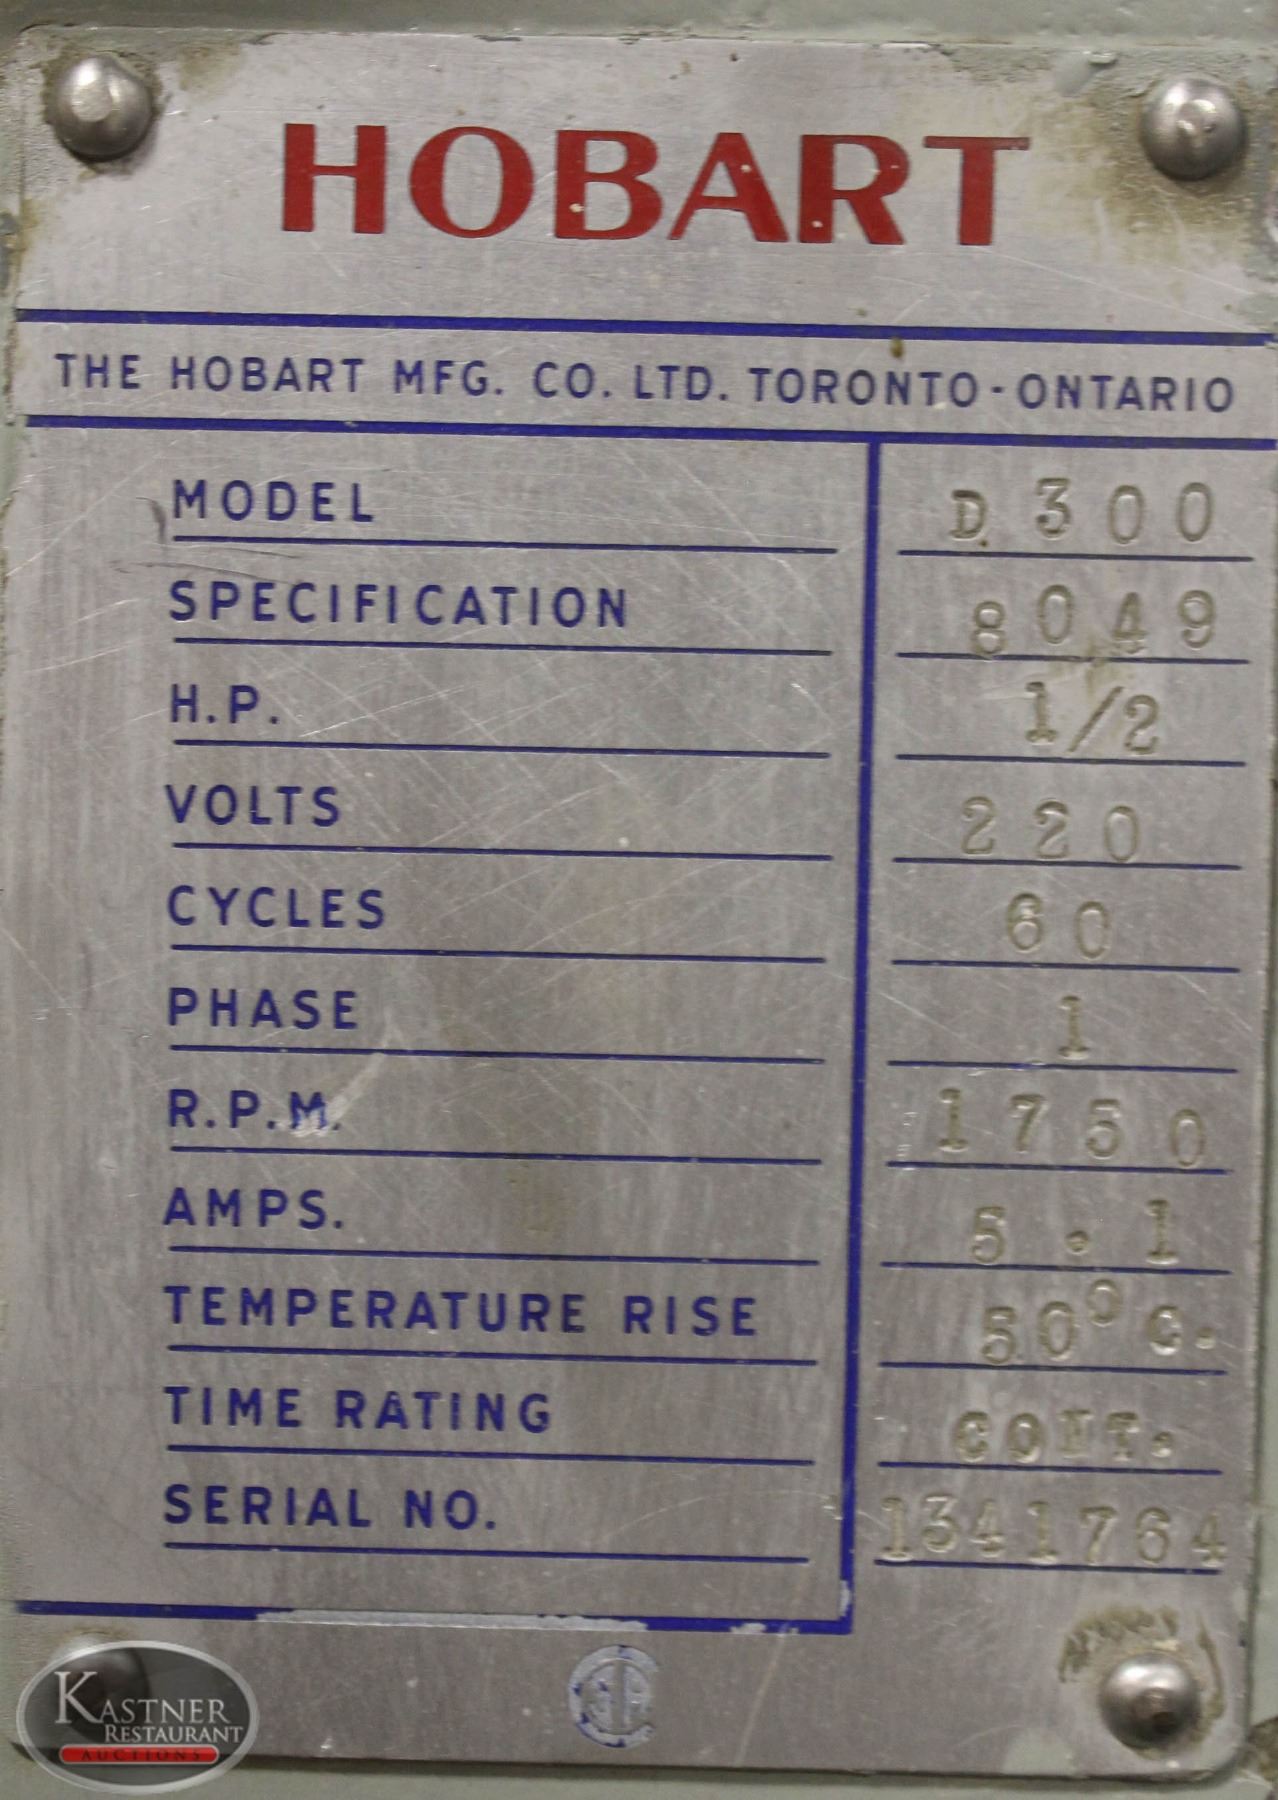 HOBART
THE HOBART MFG. CO. LTD. TORONTO-ONTARIO
MODEL D 300
SPECIFICATION 8049
H.P. 1/2
VOLTS 220
CYCLES 60
PHASE 1
R.P.M. 1750
AMPS. 5.1
TEMPERATURE RISE 50° C.
TIME RATING CONT.
SERIAL NO. 1341764
KASTNER
RESTAURANT
AUCTIONS